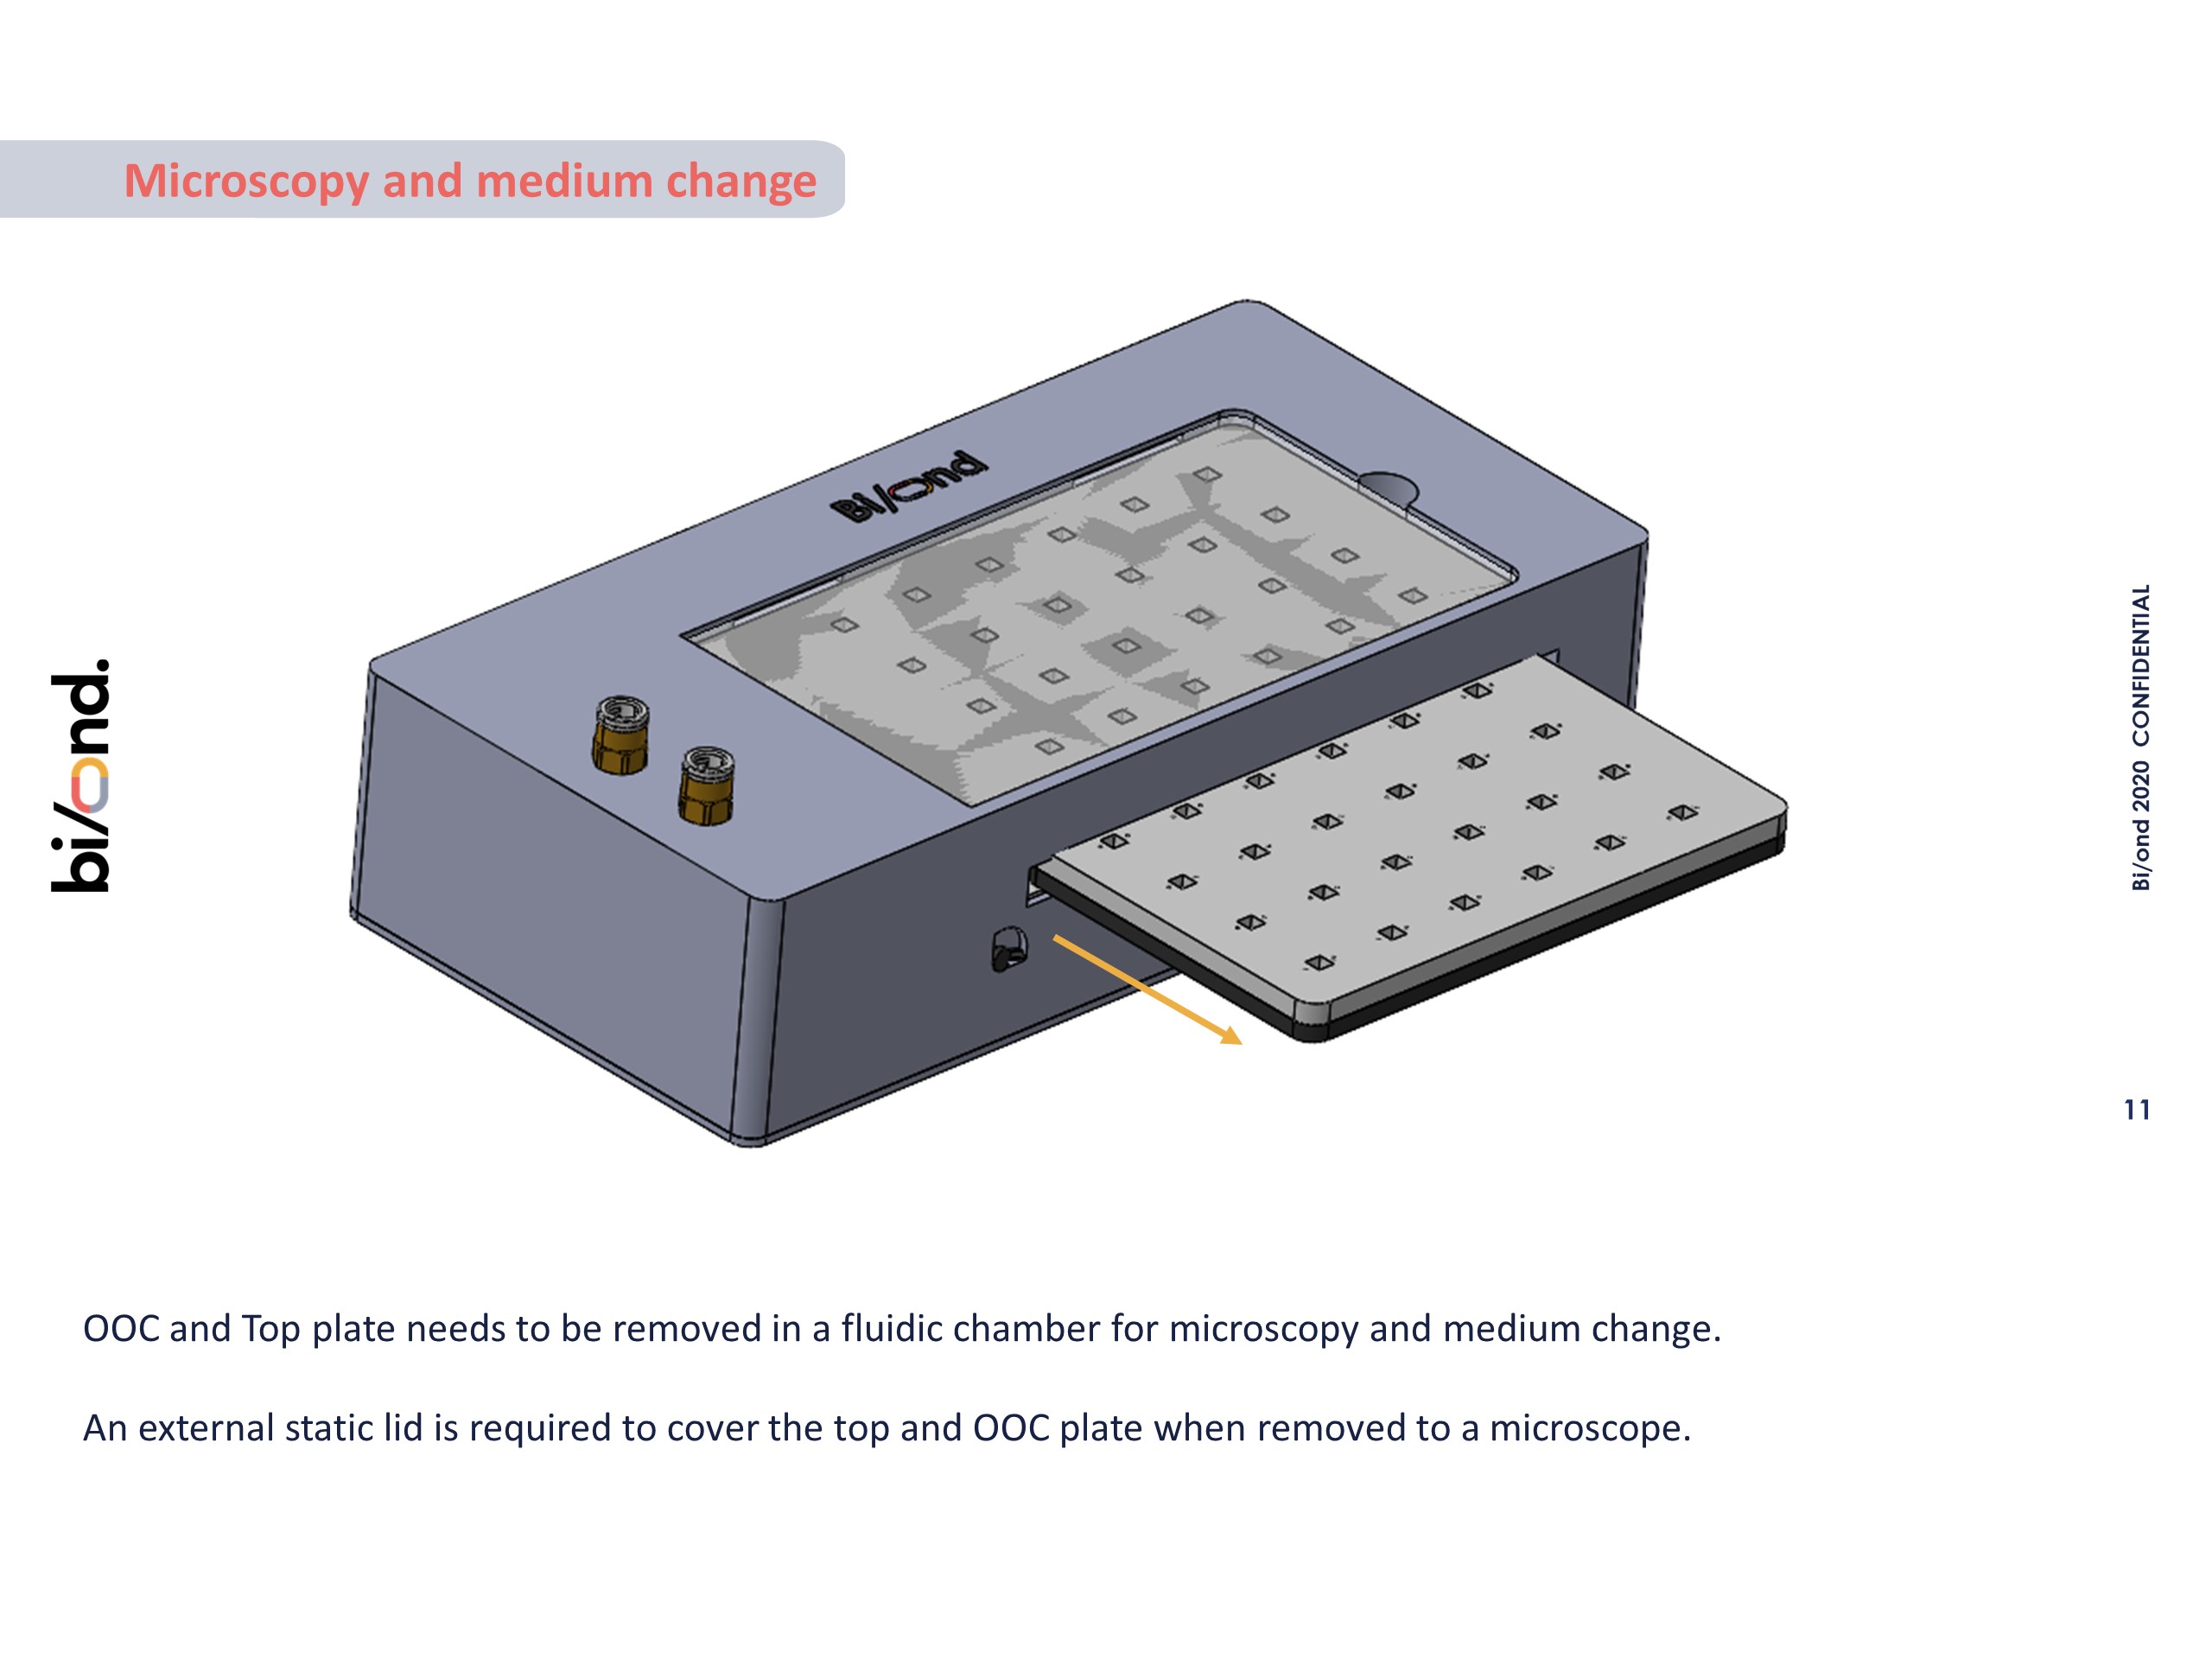 Microscopy and medium change
Bi/ond
bi/ond.
Bi/ond 2020 CONFIDENTIAL
11
OOC and Top plate needs to be removed in a fluidic chamber for microscopy and medium change.
An external static lid is required to cover the top and OOC plate when removed to a microscope.